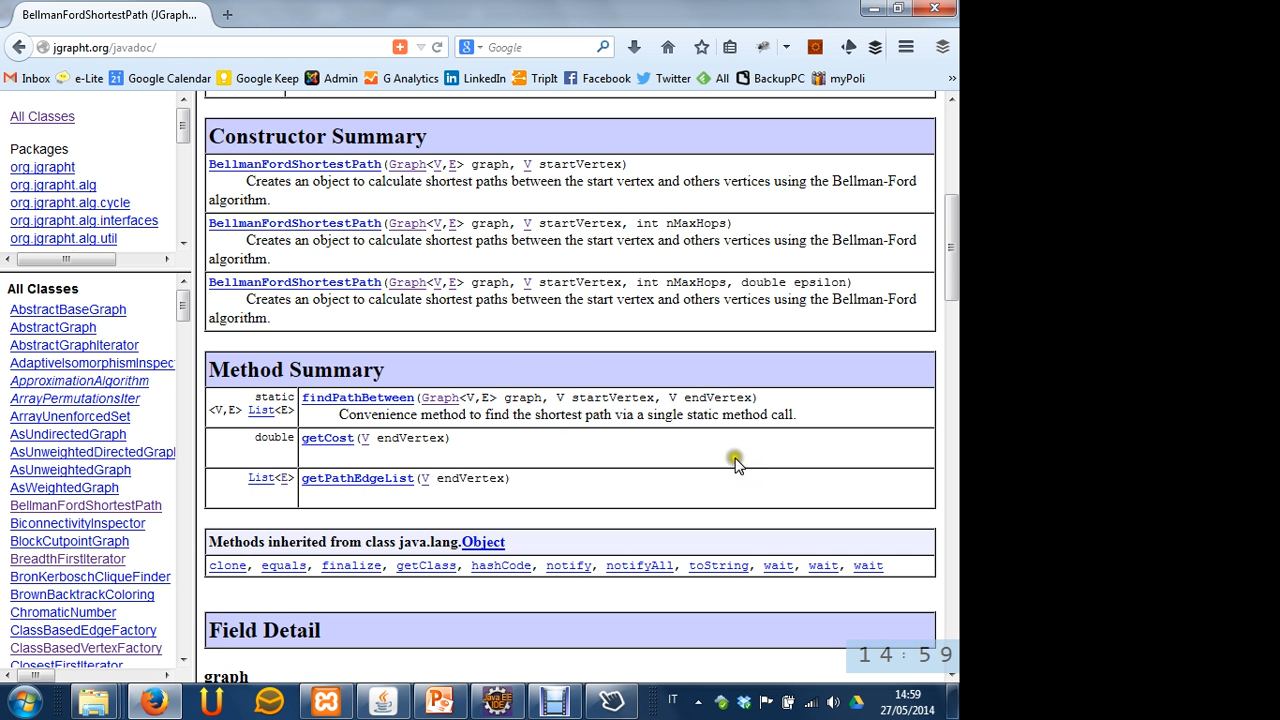 BellmanFordShortestPath (JGraph...
jgrapht.org/javadoc/
Google
Inbox e-Lite Google Calendar Google Keep Admin G Analytics LinkedIn TripIt Facebook Twitter All BackupPC myPoli »
All Classes
Packages
org.jgrapht
org.jgrapht.alg
org.jgrapht.alg.cycle
org.jgrapht.alg.interfaces
org.jgrapht.alg.util
All Classes
AbstractBaseGraph
AbstractGraph
AbstractGraphIterator
AdaptiveIsomorphismInspec
ApproximationAlgorithm
ArrayPermutationsIter
ArrayUnenforcedSet
AsUndirectedGraph
AsUnweightedDirectedGrap
AsUnweightedGraph
AsWeightedGraph
BellmanFordShortestPath
BiconnectivityInspector
BlockCutpointGraph
BreadthFirstIterator
BronKerboschCliqueFinder
BrownBacktrackColoring
ChromaticNumber
ClassBasedEdgeFactory
ClassBasedVertexFactory
ClosestFirstIterator
Constructor Summary
BellmanFordShortestPath(Graph<V,E> graph, V startVertex)
Creates an object to calculate shortest paths between the start vertex and others vertices using the Bellman-Ford
algorithm.
BellmanFordShortestPath(Graph<V,E> graph, V startVertex, int nMaxHops)
Creates an object to calculate shortest paths between the start vertex and others vertices using the Bellman-Ford
algorithm.
BellmanFordShortestPath(Graph<V,E> graph, V startVertex, int nMaxHops, double epsilon)
Creates an object to calculate shortest paths between the start vertex and others vertices using the Bellman-Ford
algorithm.
Method Summary
static
<V,E> List<E>
findPathBetween(Graph<V,E> graph, V startVertex, V endVertex)
Convenience method to find the shortest path via a single static method call.
double getCost(V endVertex)
List<E> getPathEdgeList(V endVertex)
Methods inherited from class java.lang.Object
clone, equals, finalize, getClass, hashCode, notify, notifyAll, toString, wait, wait, wait
Field Detail
graph
14:59
IT
14:59
27/05/2014